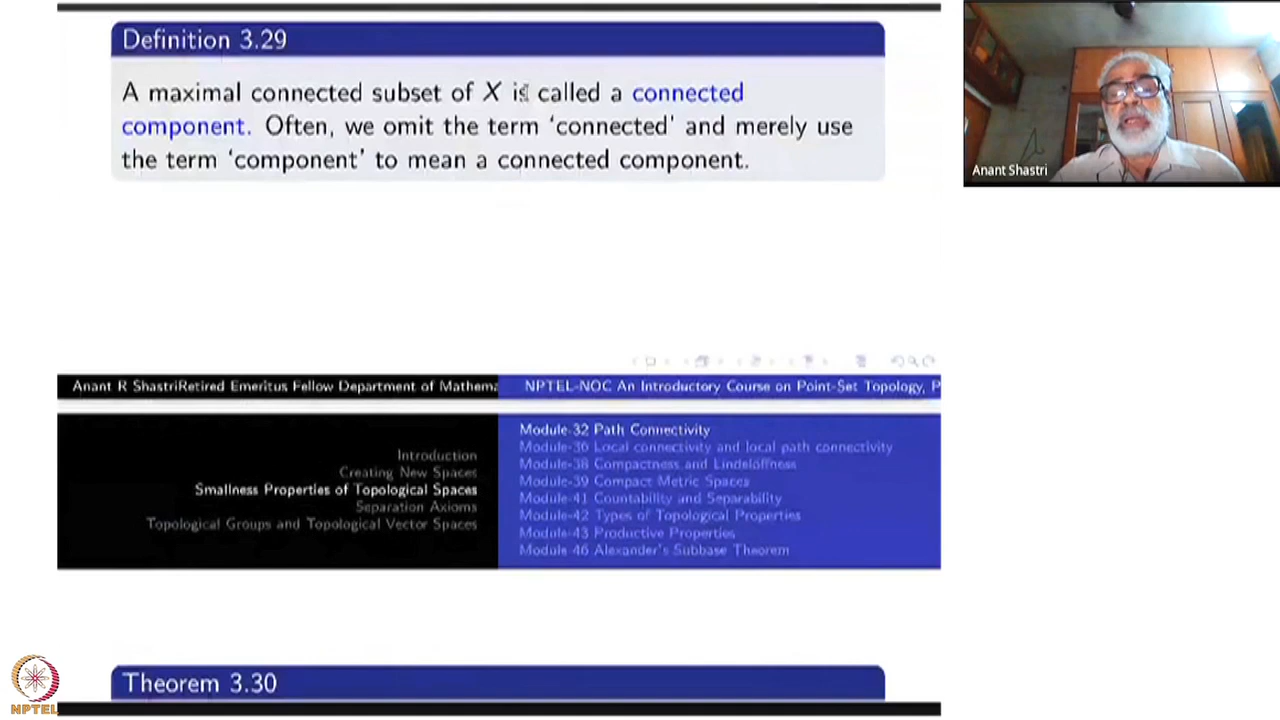 Definition 3.29
A maximal connected subset of X is called a connected
component. Often, we omit the term ‘connected’ and merely use
the term ‘component’ to mean a connected component.
Anant Shastri
Anant R ShastriRetired Emeritus Fellow Department of Mathema
NPTEL-NOC An Introductory Course on Point-Set Topology, P
Introduction
Creating New Spaces
Smallness Properties of Topological Spaces
Separation Axioms
Topological Groups and Topological Vector Spaces
Module-32 Path Connectivity
Module-36 Local connectivity and local path connectivity
Module-38 Compactness and Lindelöffness
Module-39 Compact Metric Spaces
Module-41 Countability and Separability
Module-42 Types of Topological Properties
Module-43 Productive Properties
Module-46 Alexander's Subbase Theorem
Theorem 3.30
NPTEL